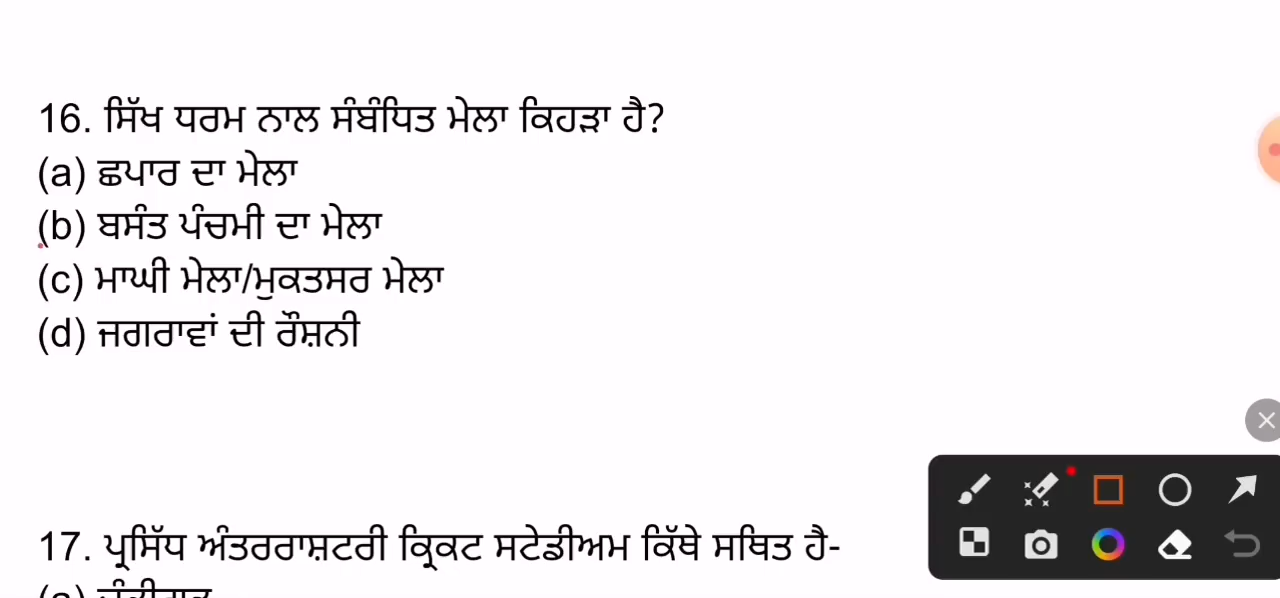 16. ਸਿੱਖ ਧਰਮ ਨਾਲ ਸੰਬੰਧਿਤ ਮੇਲਾ ਕਿਹੜਾ ਹੈ?
(a) ਛਪਾਰ ਦਾ ਮੇਲਾ
(b) ਬਸੰਤ ਪੰਚਮੀ ਦਾ ਮੇਲਾ
(c) ਮਾਘੀ ਮੇਲਾ/ਮੁਕਤਸਰ ਮੇਲਾ
(d) ਜਗਰਾਵਾਂ ਦੀ ਰੌਸ਼ਨੀ
17. ਪ੍ਰਸਿੱਧ ਅੰਤਰਰਾਸ਼ਟਰੀ ਕ੍ਰਿਕਟ ਸਟੇਡੀਅਮ ਕਿੱਥੇ ਸਥਿਤ ਹੈ-